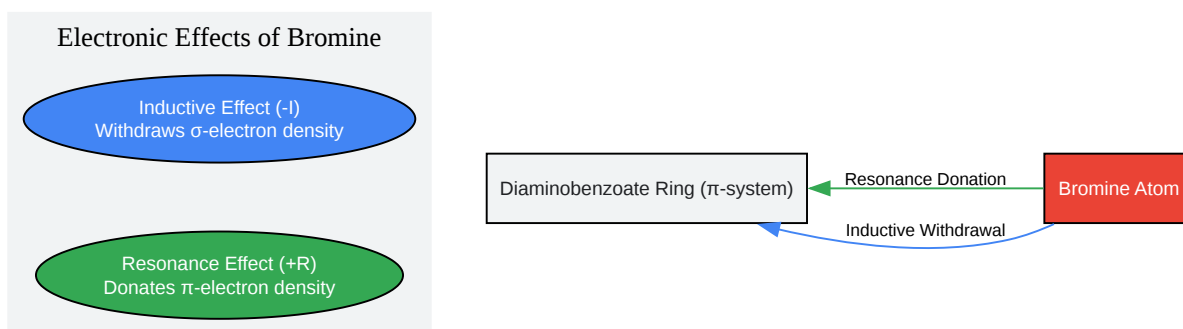 Electronic Effects of Bromine
Inductive Effect (-I)
Withdraws σ-electron density
Resonance Effect (+R)
Donates π-electron density
Diaminobenzoate Ring (π-system)
Resonance Donation
Inductive Withdrawal
Bromine Atom